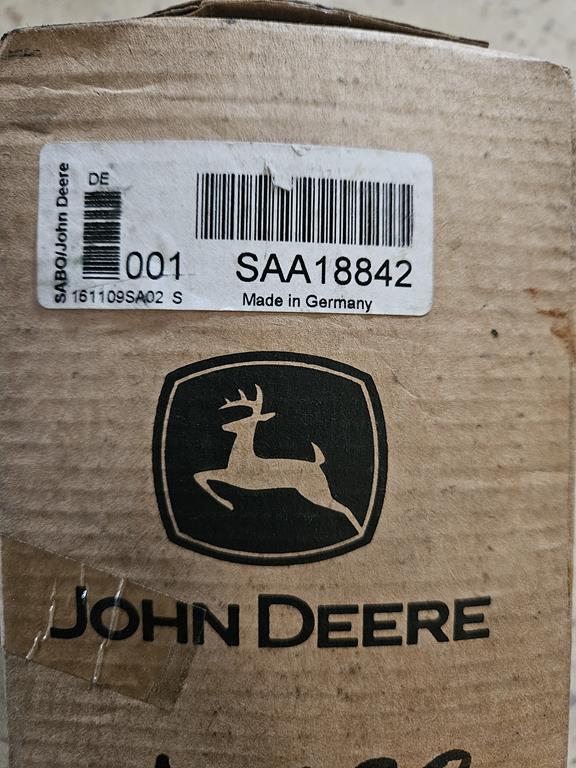 SABO/John Deere
DE
001
SAA18842
161109SA02 S
Made in Germany
JOHN DEERE